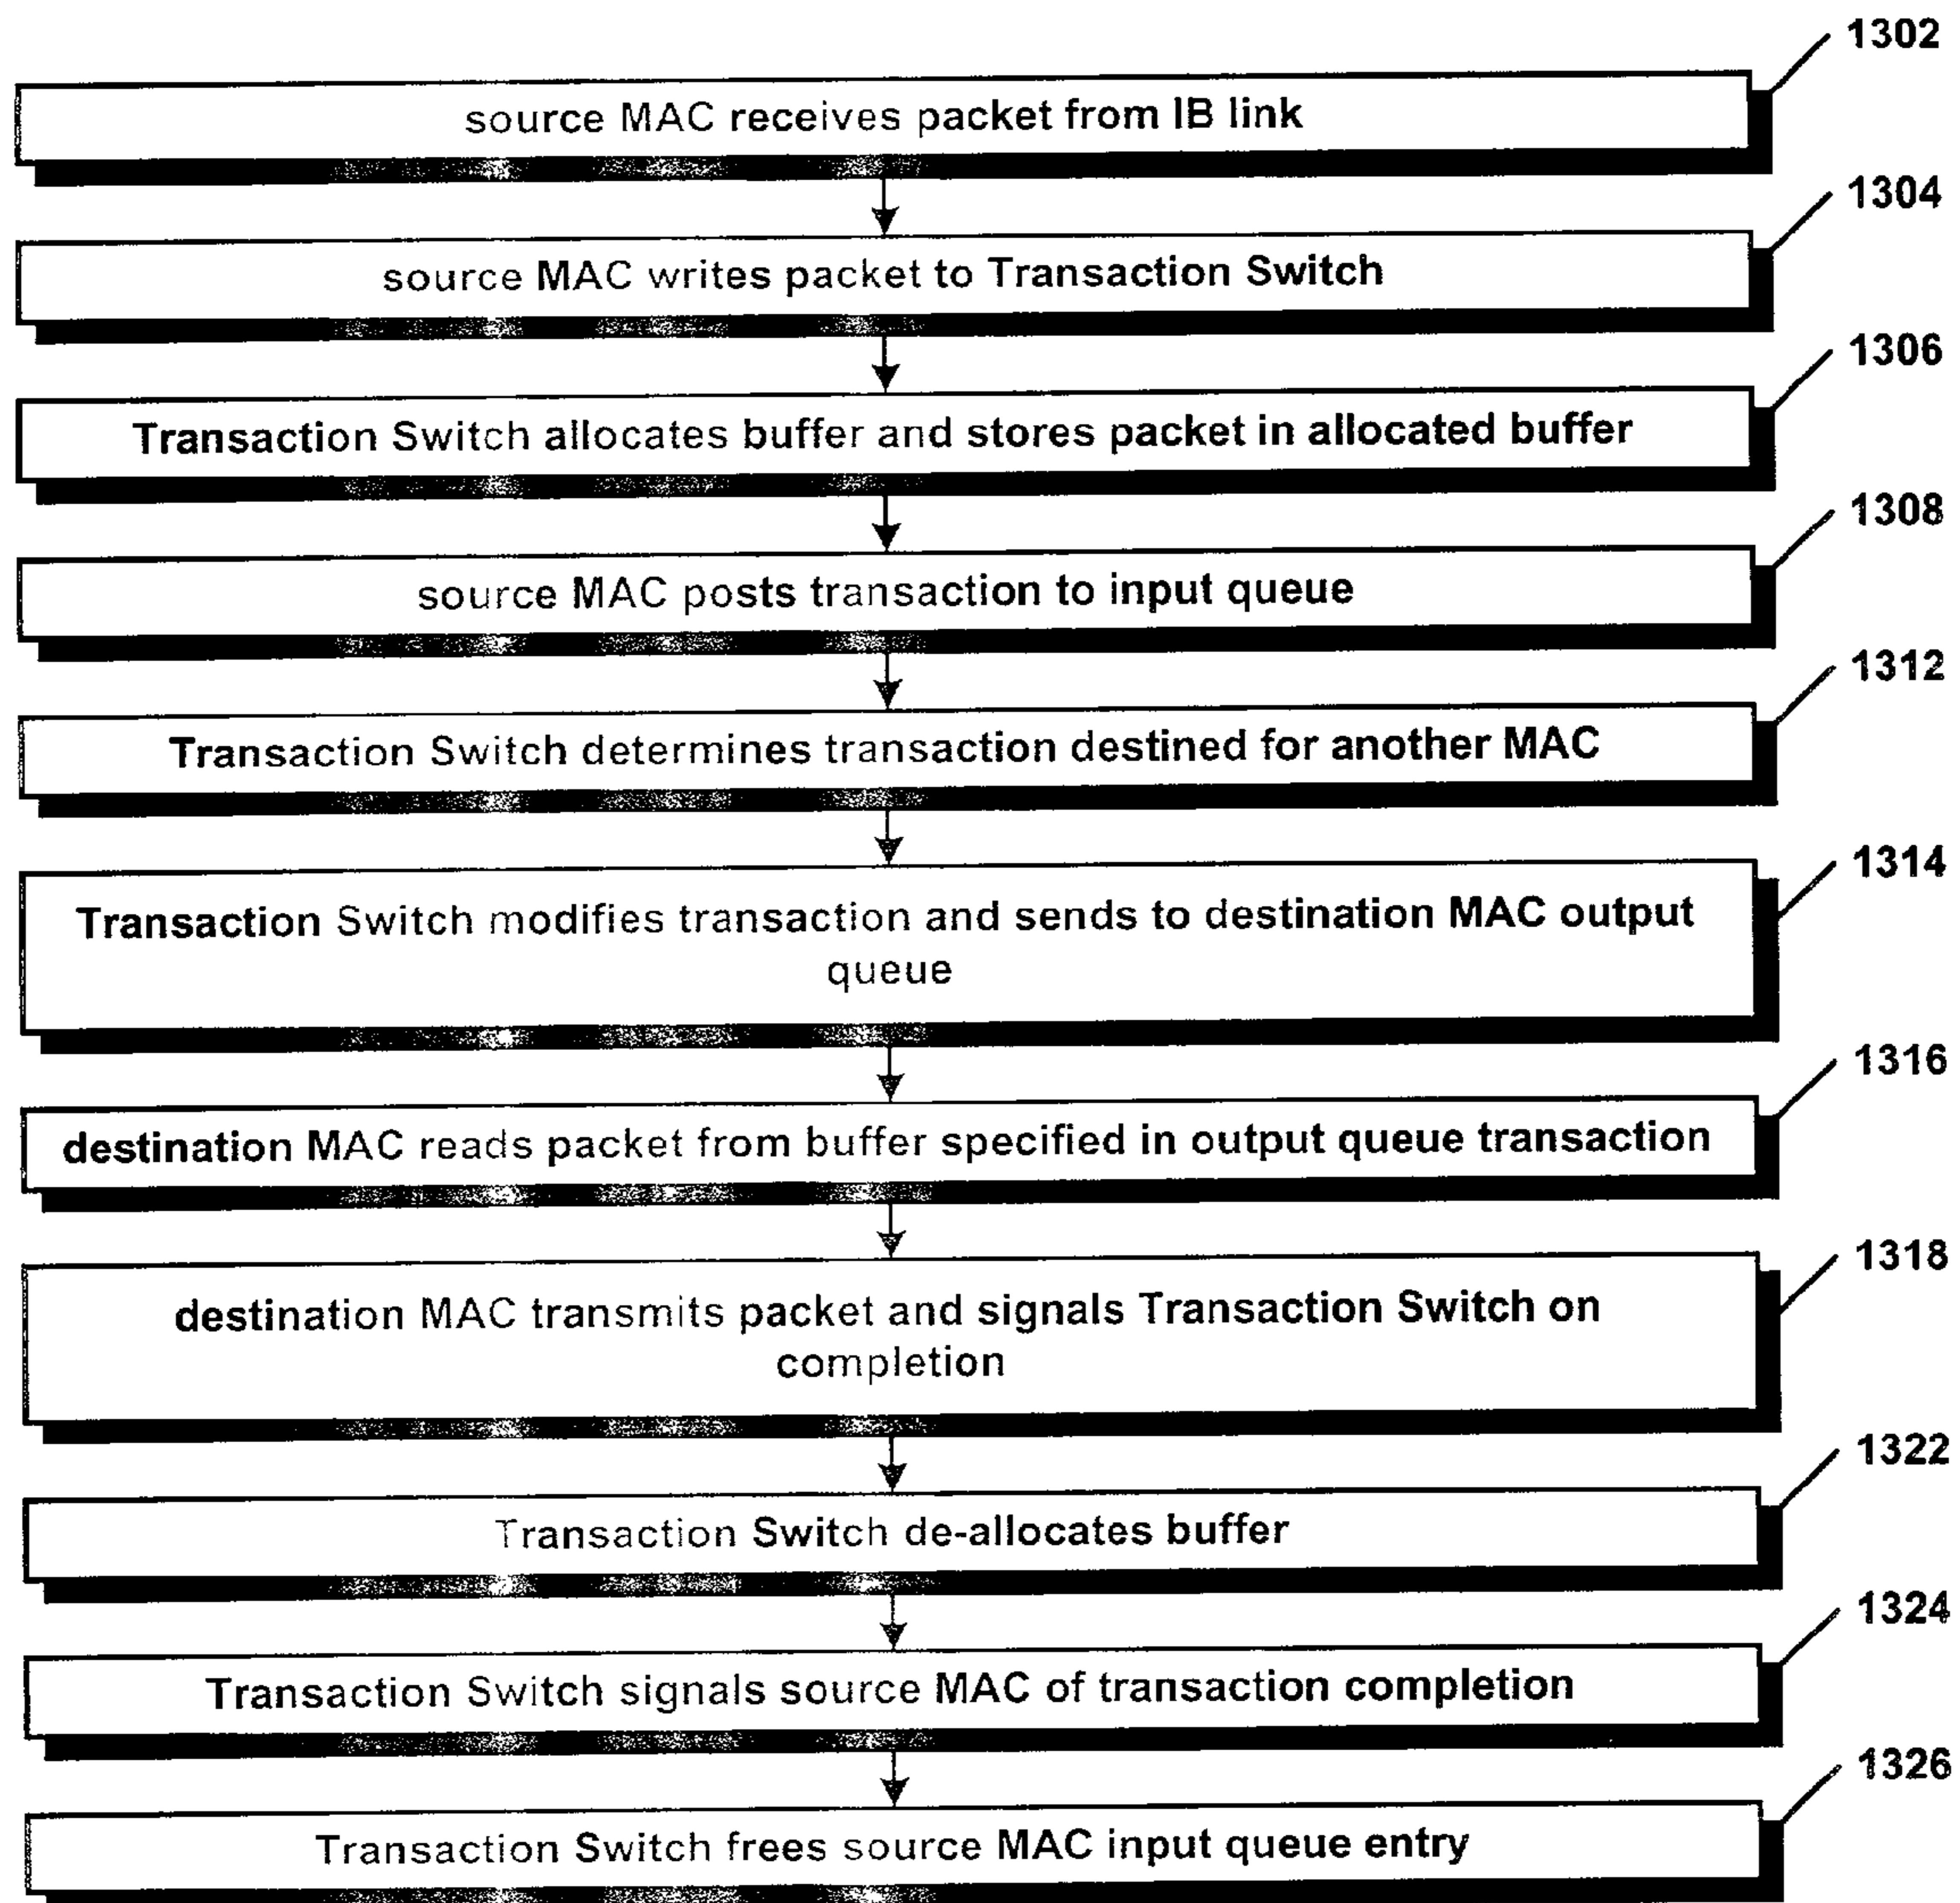 1302
source MAC receives packet from IB link
1304
source MAC writes packet to Transaction Switch
1306
Transaction Switch allocates buffer and stores packet in allocated buffer
1308
source MAC posts transaction to input queue
1312
Transaction Switch determines transaction destined for another MAC
1314
Transaction Switch modifies transaction and sends to destination MAC output
queue
1316
destination MAC reads packet from buffer specified in output queue transaction
1318
destination MAC transmits packet and signals Transaction Switch on
completion
1322
Transaction Switch de-allocates buffer
1324
Transaction Switch signals source MAC of transaction completion
1326
Transaction Switch frees source MAC input queue entry